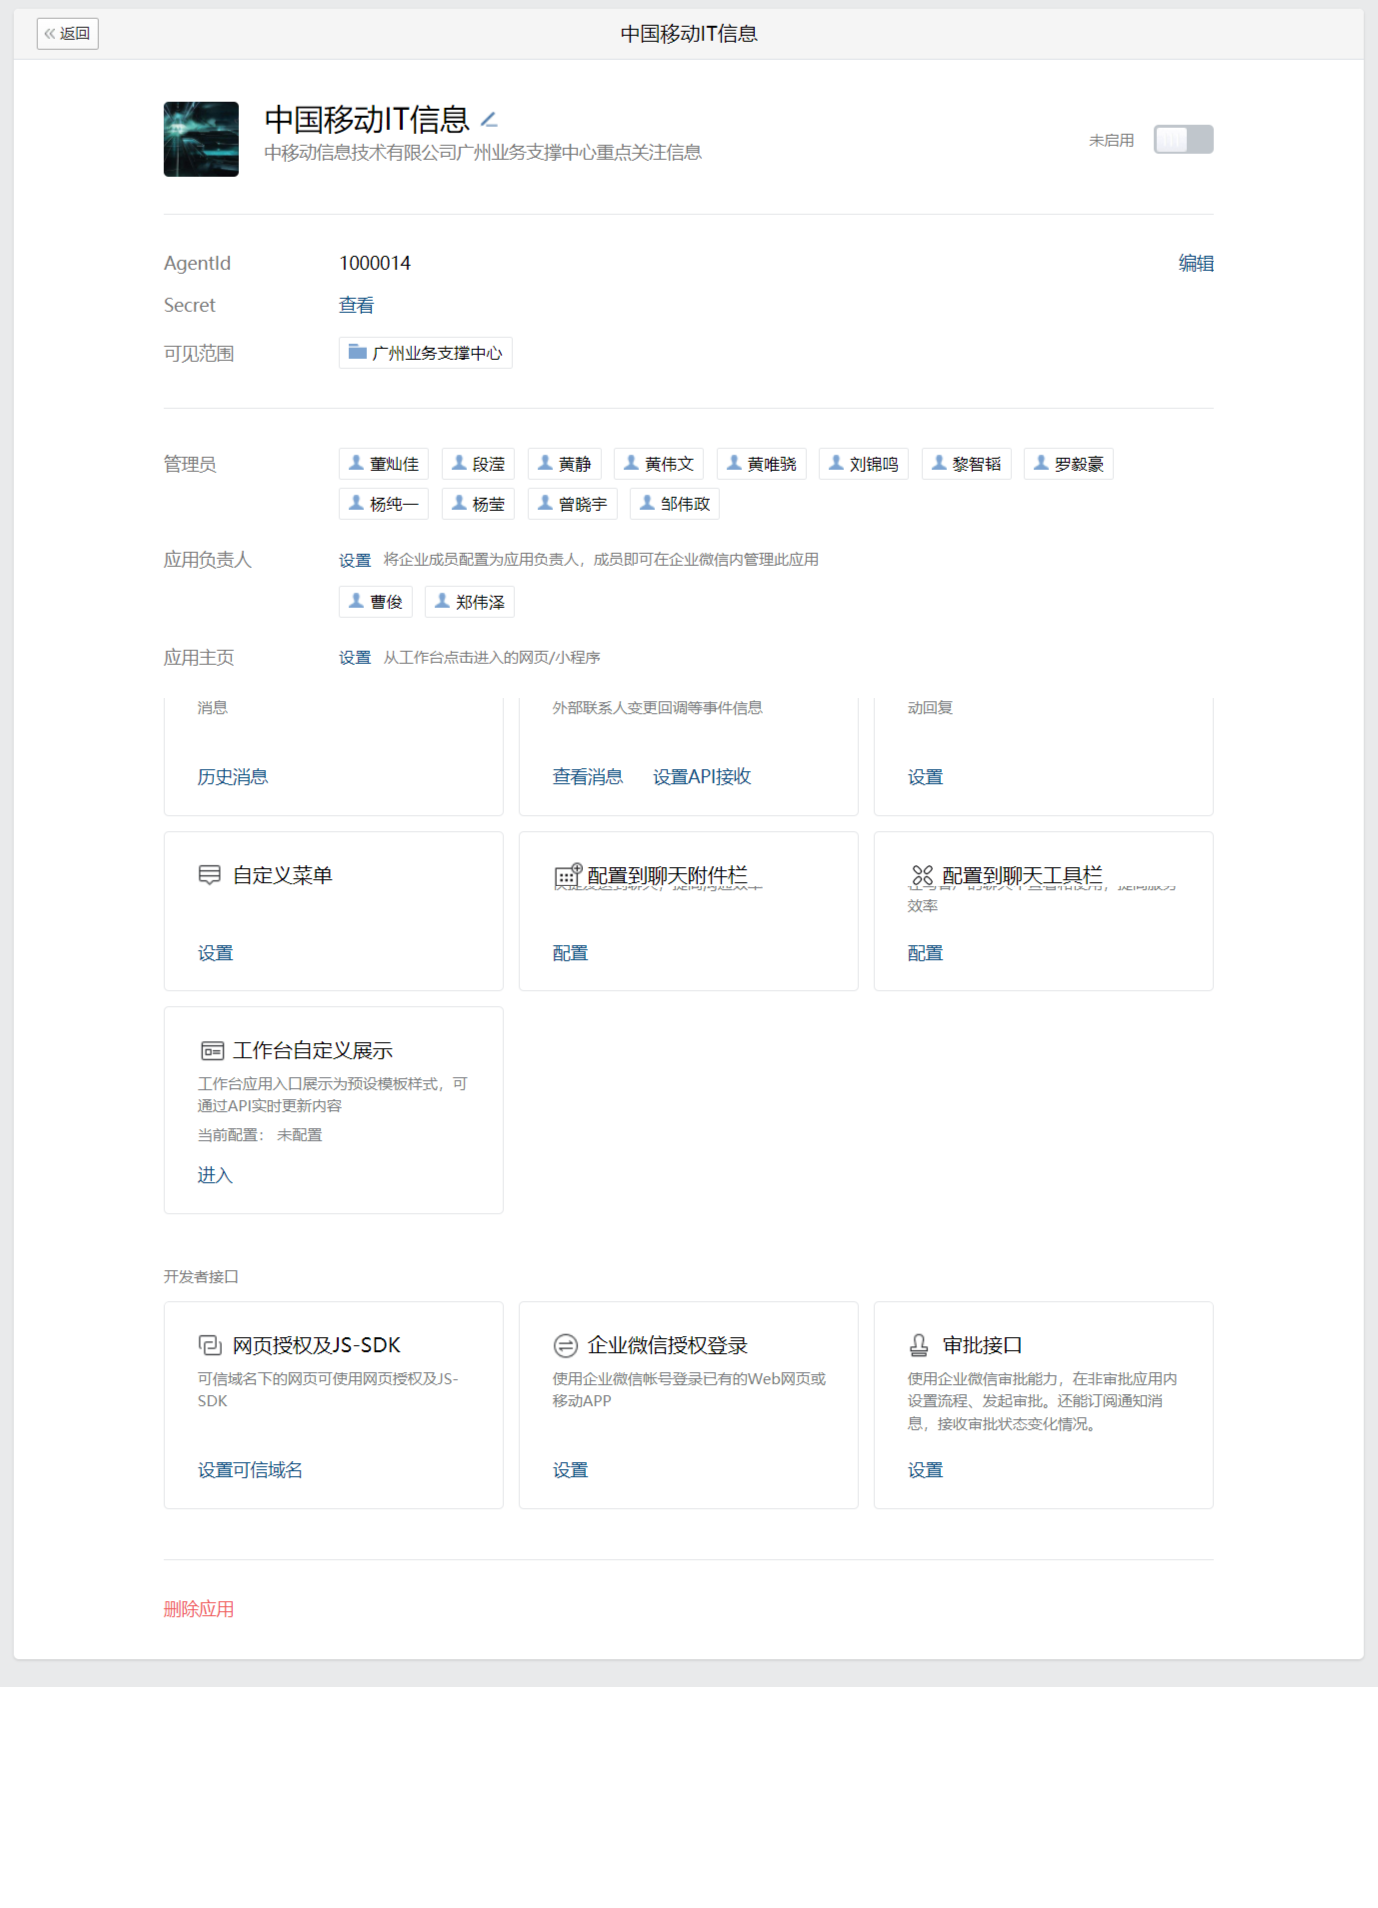 返回
中国移动IT信息
中国移动IT信息
中移动信息技术有限公司广州业务支撑中心重点关注信息
未启用
AgentId 1000014 编辑
Secret 查看
可见范围 广州业务支撑中心
管理员 董灿佳 段滢 黄静 黄伟文 黄唯骁 刘锦鸣 黎智韬 罗毅豪
杨纯一 杨莹 曾晓宇 邹伟政
应用负责人 设置 将企业成员配置为应用负责人，成员即可在企业微信内管理此应用
曹俊 郑伟泽
应用主页 设置 从工作台点击进入的网页/小程序
消息 外部联系人变更回调等事件信息 动回复
历史消息 查看消息 设置API接收 设置
自定义菜单 配置到聊天附件栏 配置到聊天工具栏
效率
设置 配置 配置
工作台自定义展示
工作台应用入口展示为预设模板样式，可
通过API实时更新内容
当前配置： 未配置
进入
开发者接口
网页授权及JS-SDK
可信域名下的网页可使用网页授权及JS-
SDK
设置可信域名
企业微信授权登录
使用企业微信帐号登录已有的Web网页或
移动APP
设置
审批接口
使用企业微信审批能力，在非审批应用内
设置流程、发起审批。还能订阅通知消
息，接收审批状态变化情况。
设置
删除应用